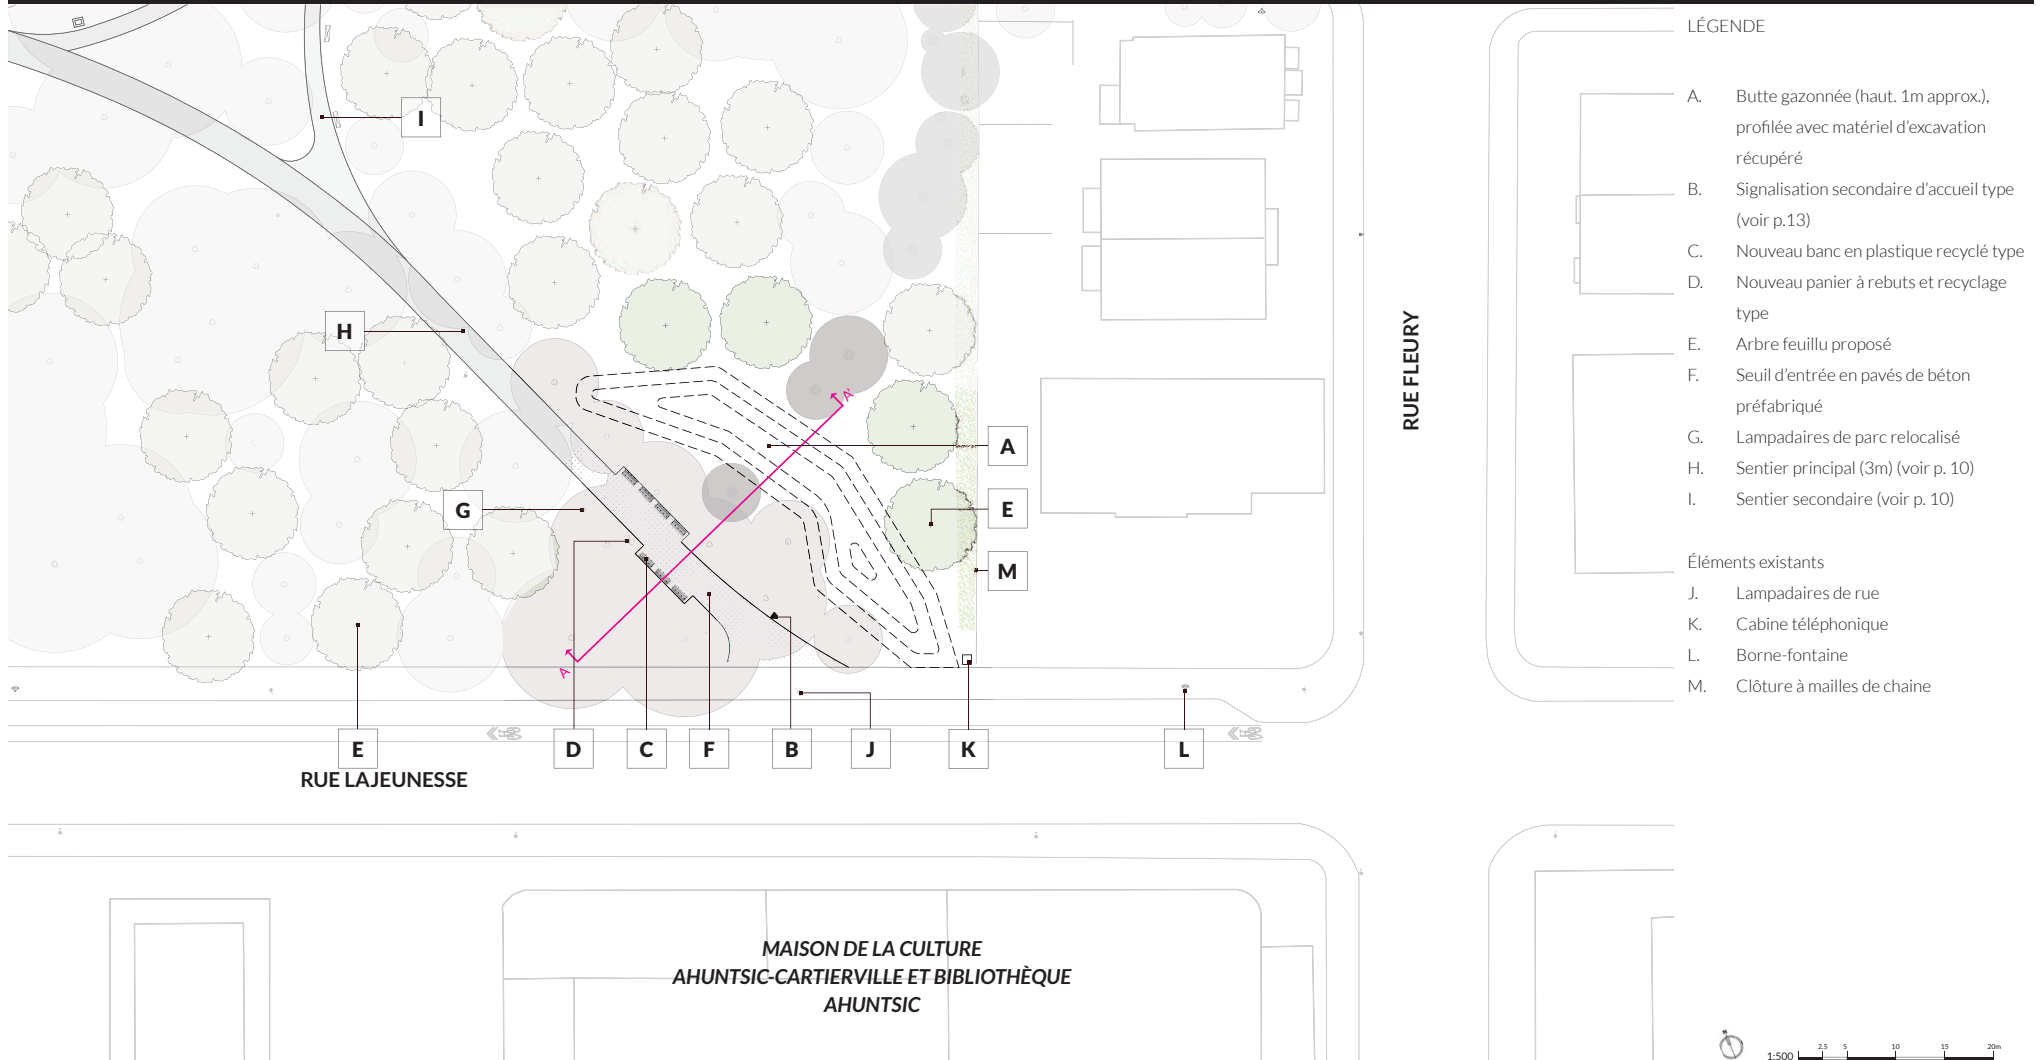 I
H
A
G
E
M
A'
A
E
D
C
F
B
J
K
L
RUE LAJEUNESSE
RUE FLEURY
MAISON DE LA CULTURE
AHUNTSIC-CARTIERVILLE ET BIBLIOTHÈQUE
AHUNTSIC
LÉGENDE
A. Butte gazonnée (haut. 1m approx.),
profilée avec matériel d'excavation
récupéré
B. Signalisation secondaire d'accueil type
(voir p.13)
C. Nouveau banc en plastique recyclé type
D. Nouveau panier à rebuts et recyclage
type
E. Arbre feuillu proposé
F. Seuil d'entrée en pavés de béton
préfabriqué
G. Lampadaires de parc relocalisé
H. Sentier principal (3m) (voir p. 10)
I. Sentier secondaire (voir p. 10)
Éléments existants
J. Lampadaires de rue
K. Cabine téléphonique
L. Borne-fontaine
M. Clôture à mailles de chaine
1:500 2.5 5 10 15 20m